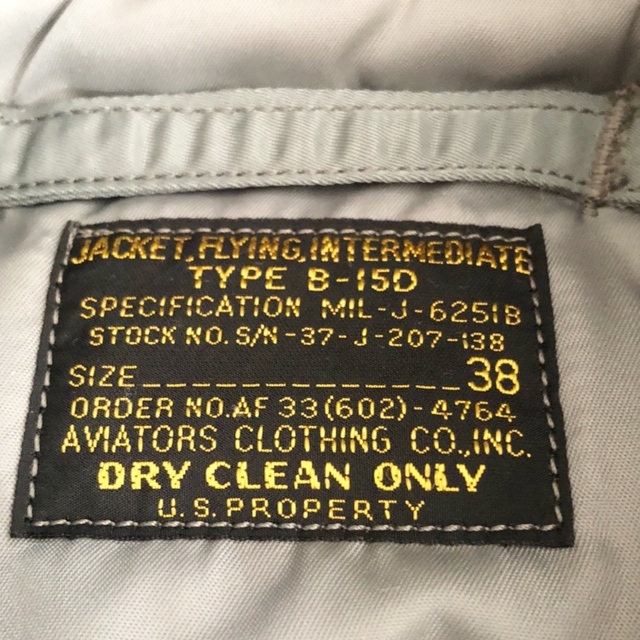 JACKET, FLYING, INTERMEDIATE
TYPE B-15D
SPECIFICATION MIL-J-6251B
STOCK NO. S/N-37-J-207-138
SIZE________________38
ORDER NO. AF 33(602)-4764
AVIATORS CLOTHING CO., INC.
DRY CLEAN ONLY
U.S. PROPERTY